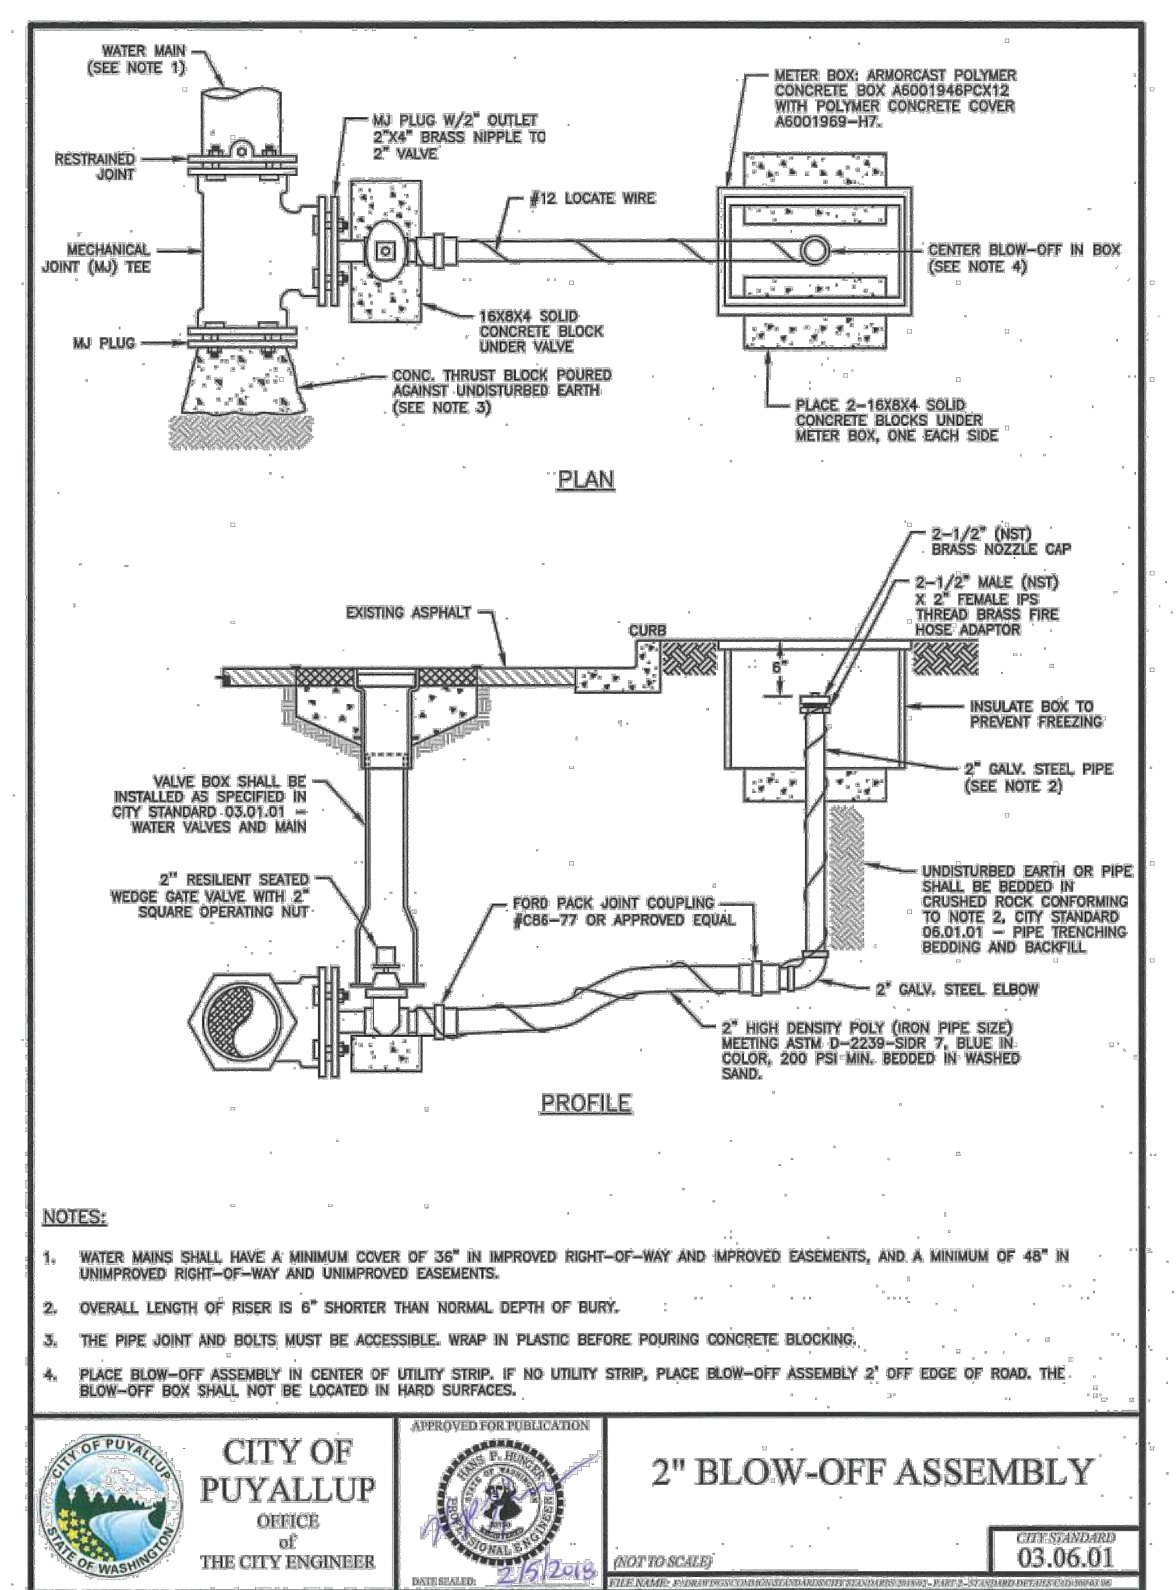 WATER MAIN
(SEE NOTE 1)
RESTRAINED
JOINT
MECHANICAL
JOINT (MJ) TEE
MJ PLUG
MJ PLUG W/2" OUTLET
2"X4" BRASS NIPPLE TO
2" VALVE
#12 LOCATE WIRE
16X8X4 SOLID
CONCRETE BLOCK
UNDER VALVE
CONC. THRUST BLOCK POURED
AGAINST UNDISTURBED EARTH
(SEE NOTE 3)
METER BOX: ARMORCAST POLYMER
CONCRETE BOX A6001946PCX12
WITH POLYMER CONCRETE COVER
A6001969-H7.
CENTER BLOW-OFF IN BOX
(SEE NOTE 4)
PLACE 2-16X8X4 SOLID
CONCRETE BLOCKS UNDER
METER BOX, ONE EACH SIDE
PLAN
2-1/2" (NST)
BRASS NOZZLE CAP
2-1/2" MALE (NST)
X 2" FEMALE IPS
THREAD BRASS FIRE
HOSE ADAPTOR
EXISTING ASPHALT
CURB
6"
INSULATE BOX TO
PREVENT FREEZING
2" GALV. STEEL PIPE
(SEE NOTE 2)
VALVE BOX SHALL BE
INSTALLED AS SPECIFIED IN
CITY STANDARD 03.01.01 -
WATER VALVES AND MAIN
2" RESILIENT SEATED
WEDGE GATE VALVE WITH 2"
SQUARE OPERATING NUT
FORD PACK JOINT COUPLING
#C86-77 OR APPROVED EQUAL
UNDISTURBED EARTH OR PIPE
SHALL BE BEDDED IN
CRUSHED ROCK CONFORMING
TO NOTE 2, CITY STANDARD
06.01.01 - PIPE TRENCHING
BEDDING AND BACKFILL
2" GALV. STEEL ELBOW
2" HIGH DENSITY POLY (IRON PIPE SIZE)
MEETING ASTM D-2239-SIDR 7, BLUE IN
COLOR, 200 PSI MIN. BEDDED IN WASHED
SAND.
PROFILE
NOTES:
1. WATER MAINS SHALL HAVE A MINIMUM COVER OF 36" IN IMPROVED RIGHT-OF-WAY AND IMPROVED EASEMENTS, AND A MINIMUM OF 48" IN
UNIMPROVED RIGHT-OF-WAY AND UNIMPROVED EASEMENTS.
2. OVERALL LENGTH OF RISER IS 6" SHORTER THAN NORMAL DEPTH OF BURY.
3. THE PIPE JOINT AND BOLTS MUST BE ACCESSIBLE. WRAP IN PLASTIC BEFORE POURING CONCRETE BLOCKING.
4. PLACE BLOW-OFF ASSEMBLY IN CENTER OF UTILITY STRIP. IF NO UTILITY STRIP, PLACE BLOW-OFF ASSEMBLY 2' OFF EDGE OF ROAD. THE
BLOW-OFF BOX SHALL NOT BE LOCATED IN HARD SURFACES.
CITY OF PUYALLUP
STATE OF WASHINGTON
CITY OF
PUYALLUP
OFFICE
of
THE CITY ENGINEER
APPROVED FOR PUBLICATION
HANS P. HUNGER
STATE OF WASHINGTON
REGISTERED
PROFESSIONAL ENGINEER
DATE SEALED: 2/5/2018
2" BLOW-OFF ASSEMBLY
(NOT TO SCALE)
CITY STANDARD
03.06.01
FILE NAME: